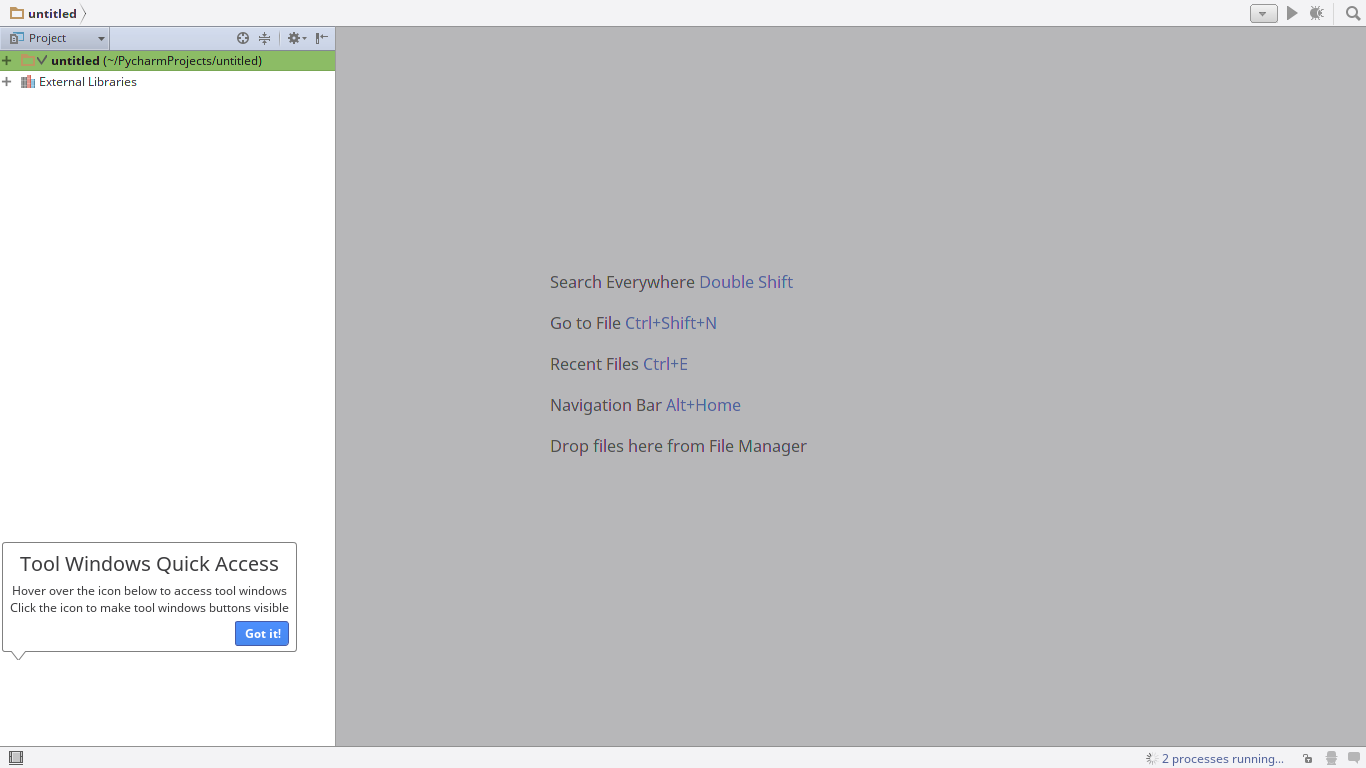 untitled
Project
untitled (~/PycharmProjects/untitled)
External Libraries
Search Everywhere Double Shift
Go to File Ctrl+Shift+N
Recent Files Ctrl+E
Navigation Bar Alt+Home
Drop files here from File Manager
Tool Windows Quick Access
Hover over the icon below to access tool windows
Click the icon to make tool windows buttons visible
Got it!
2 processes running...